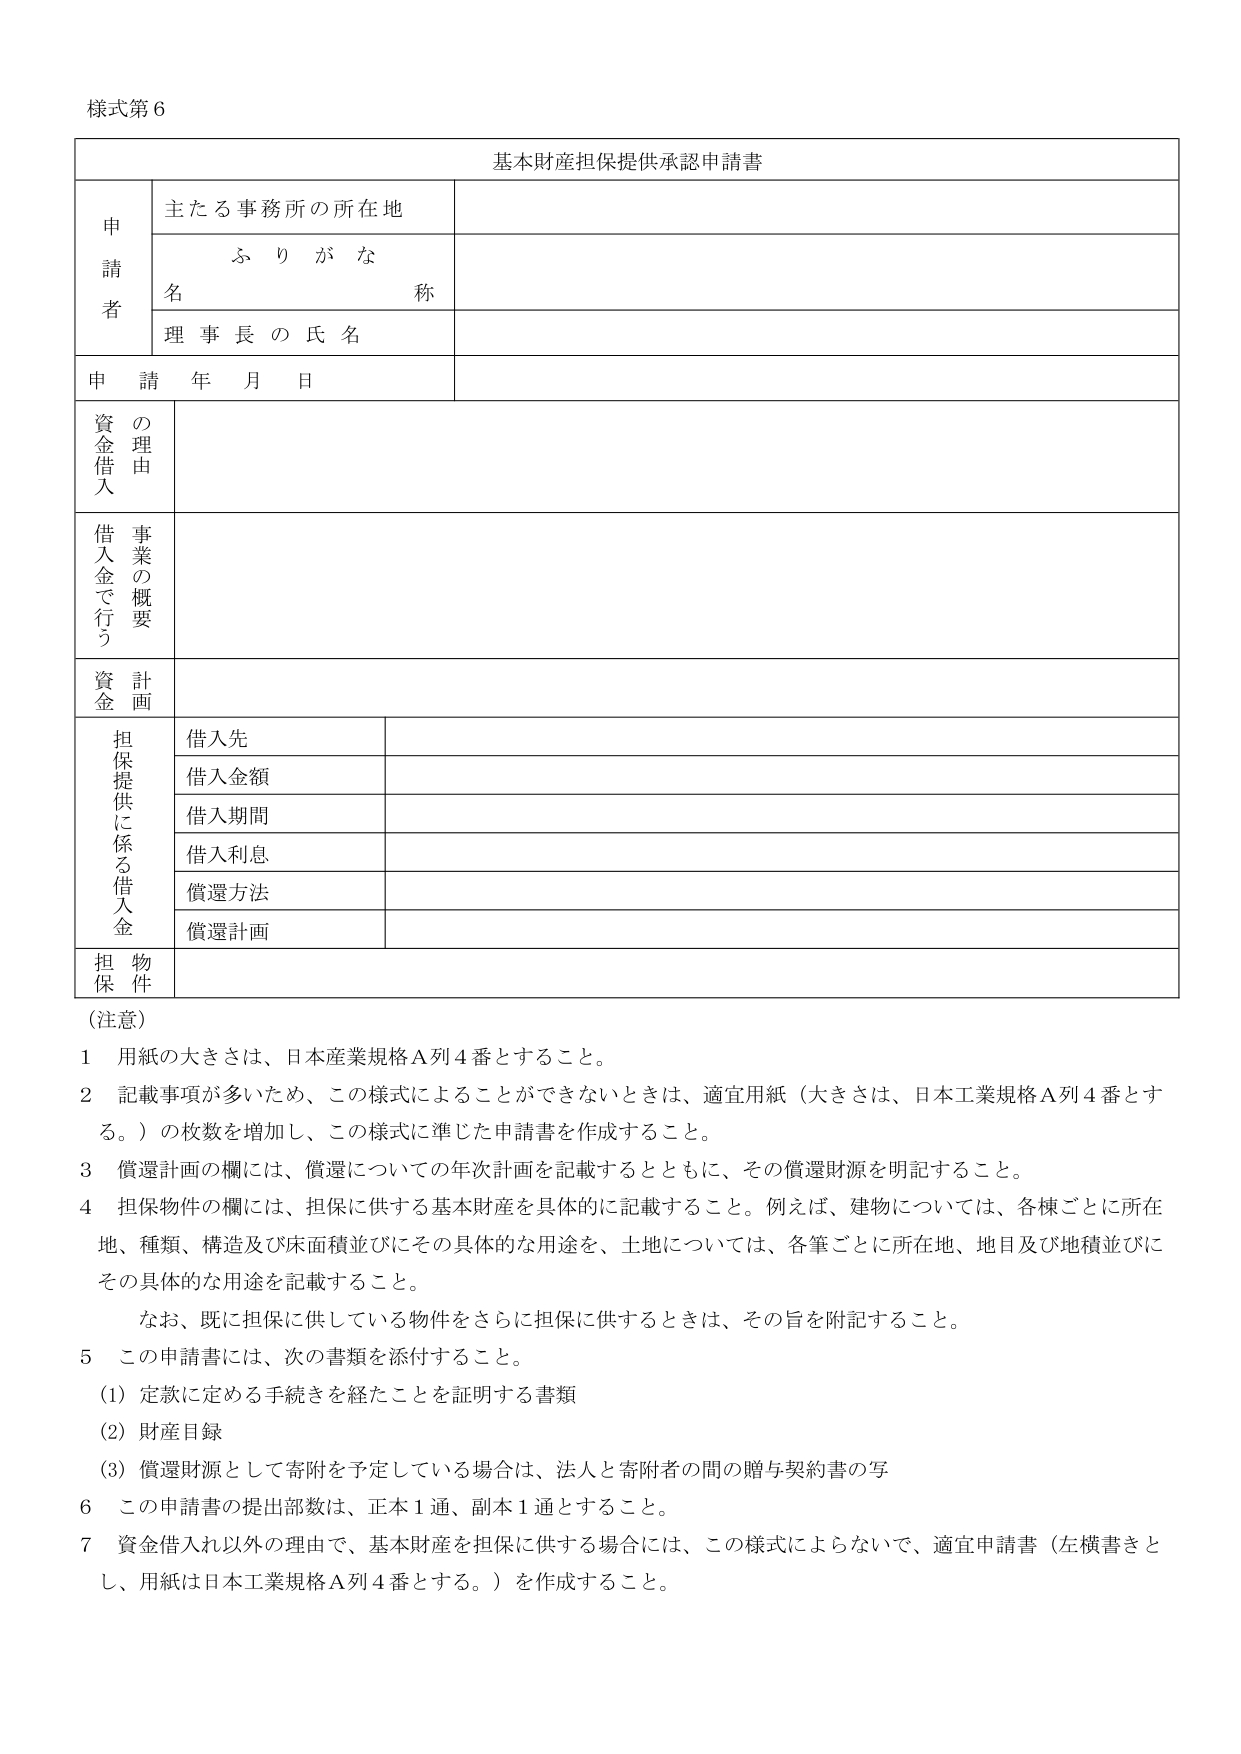 様式第６
基本財産担保提供承認申請書
申請者
主たる事務所の所在地
ふりがな
名称
理事長の氏名
申請年月日
資金借入の理由
借入金で行う事業の概要
資金計画
担保提供に係る借入金
借入先
借入金額
借入期間
借入利息
償還方法
償還計画
担保物件
（注意）
１　用紙の大きさは、日本産業規格Ａ列４番とすること。
２　記載事項が多いため、この様式によることができないときは、適宜用紙（大きさは、日本工業規格Ａ列４番とす
る。）の枚数を増加し、この様式に準じた申請書を作成すること。
３　償還計画の欄には、償還についての年次計画を記載するとともに、その償還財源を明記すること。
４　担保物件の欄には、担保に供する基本財産を具体的に記載すること。例えば、建物については、各棟ごとに所在
地、種類、構造及び床面積並びにその具体的な用途を、土地については、各筆ごとに所在地、地目及び地積並びに
その具体的な用途を記載すること。
なお、既に担保に供している物件をさらに担保に供するときは、その旨を附記すること。
５　この申請書には、次の書類を添付すること。
（1）定款に定める手続きを経たことを証明する書類
（2）財産目録
（3）償還財源として寄附を予定している場合は、法人と寄附者の間の贈与契約書の写
６　この申請書の提出部数は、正本１通、副本１通とすること。
７　資金借入れ以外の理由で、基本財産を担保に供する場合には、この様式によらないで、適宜申請書（左横書きと
し、用紙は日本工業規格Ａ列４番とする。）を作成すること。